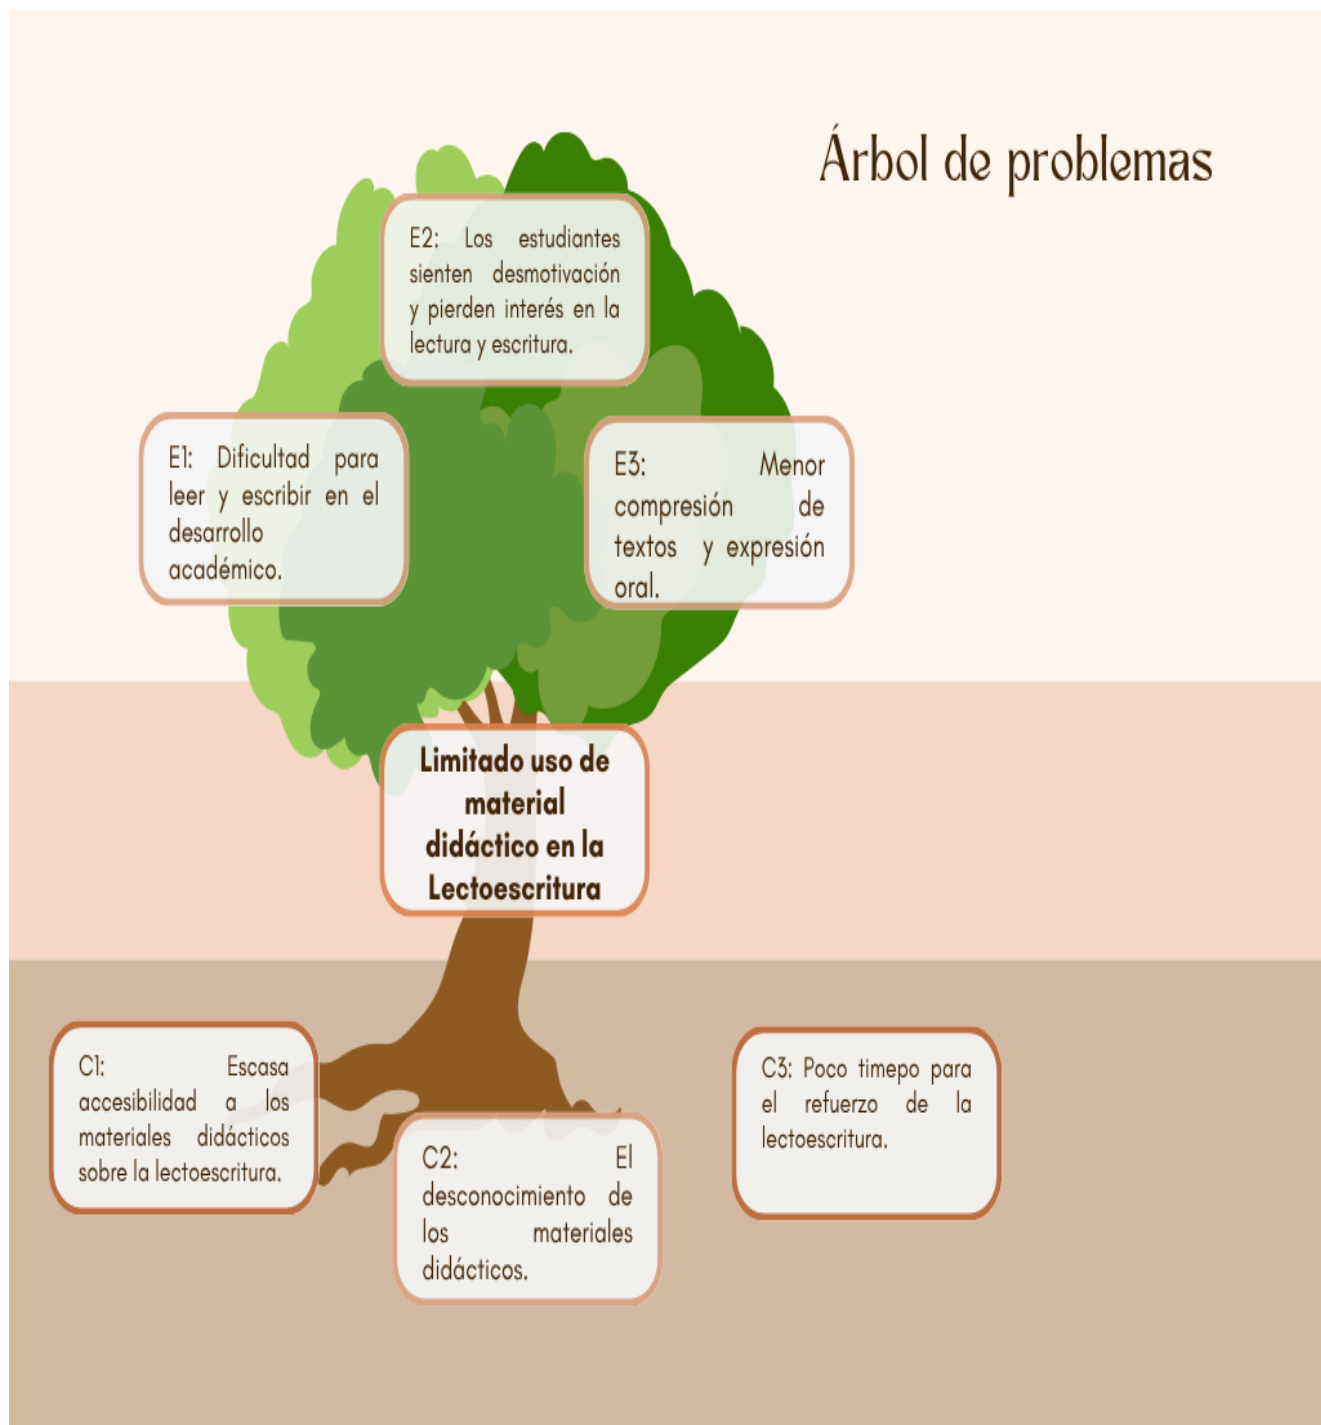 Árbol de problemas
E2: Los estudiantes
sienten desmotivación
y pierden interés en la
lectura y escritura.
E1: Dificultad para
leer y escribir en el
desarrollo
académico.
E3: Menor
compresión de
textos y expresión
oral.
Limitado uso de
material
didáctico en la
Lectoescritura
C1: Escasa
accesibilidad a los
materiales didácticos
sobre la lectoescritura.
C2: El
desconocimiento de
los materiales
didácticos.
C3: Poco timepo para
el refuerzo de la
lectoescritura.